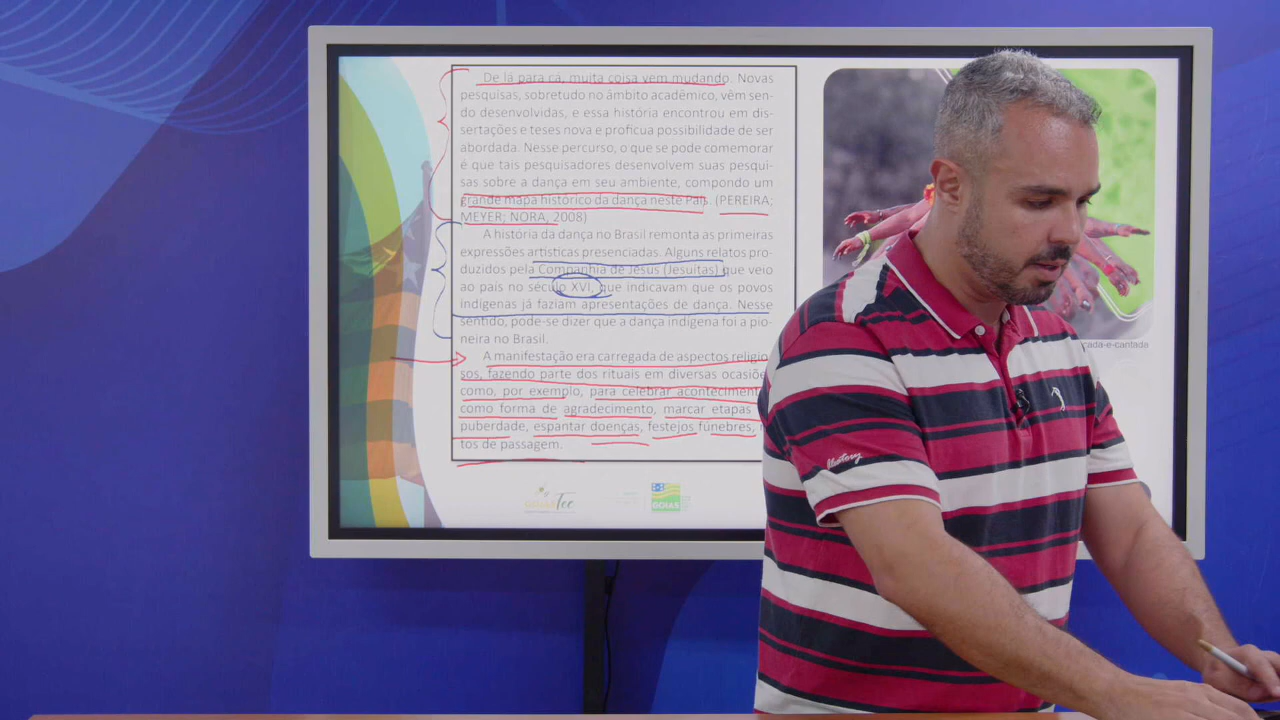 De lá para cá, muita coisa vem mudando. Novas
pesquisas, sobretudo no âmbito acadêmico, vêm sen-
do desenvolvidas, e essa história encontrou em dis-
sertações e teses nova e profícua possibilidade de ser
abordada. Nesse percurso, o que se pode comemorar
é que tais pesquisadores desenvolvem suas pesqui-
sas sobre a dança em seu ambiente, compondo um
grande mapa histórico da dança neste País. (PEREIRA;
MEYER; NORA, 2008)
A história da dança no Brasil remonta as primeiras
expressões artísticas presenciadas. Alguns relatos pro-
duzidos pela Companhia de Jesus (Jesuítas) que veio
ao país no século XVI, que indicavam que os povos
indígenas já faziam apresentações de dança. Nesse
sentido, pode-se dizer que a dança indígena foi a pio-
neira no Brasil.
A manifestação era carregada de aspectos religio
sos, fazendo parte dos rituais em diversas ocasiõe
como, por exemplo, para celebrar aconteciment
como forma de agradecimento, marcar etapas
puberdade, espantar doenças, festejos fúnebres,
tos de passagem.
cada-e-cantada
Tec
GOIÁS